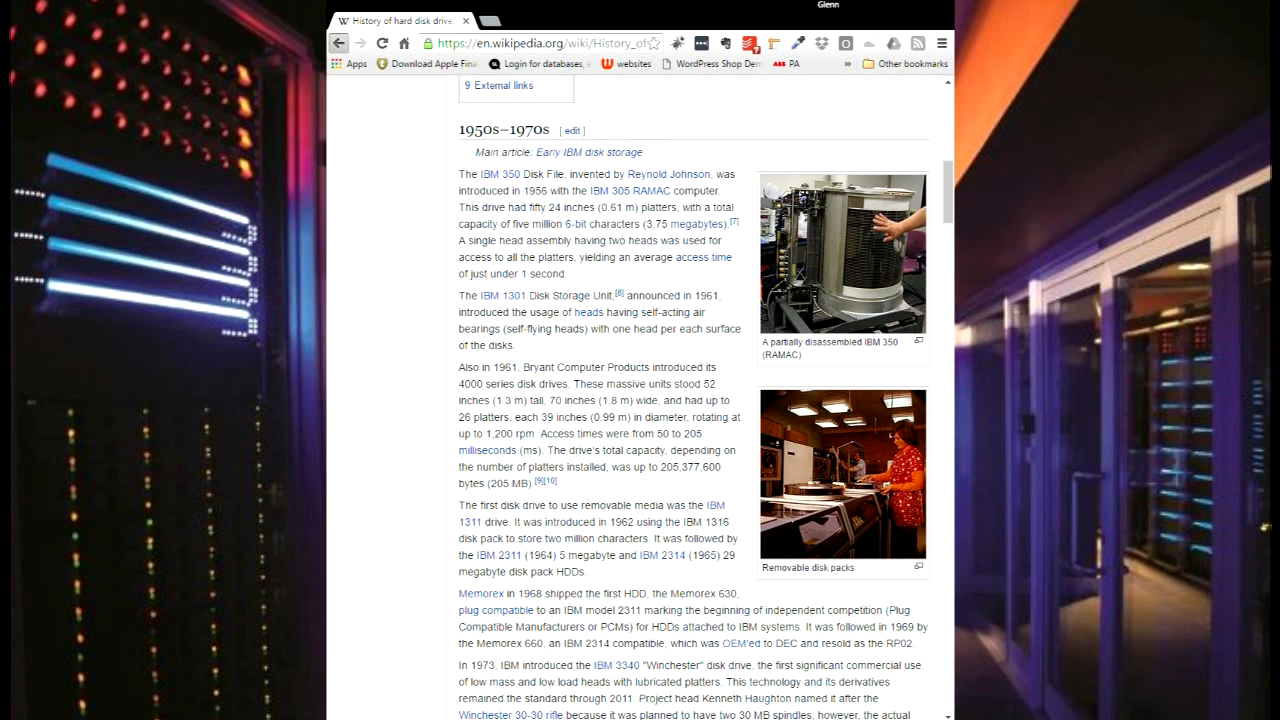 Glenn
W History of hard disk drive
https://en.wikipedia.org/wiki/History_of
7
Apps Download Apple Fina Login for databases, e websites WordPress Shop Dem ABB PA » Other bookmarks
9 External links
1950s–1970s [ edit ]
Main article: Early IBM disk storage
The IBM 350 Disk File, invented by Reynold Johnson, was
introduced in 1956 with the IBM 305 RAMAC computer.
This drive had fifty 24 inches (0.61 m) platters, with a total
capacity of five million 6-bit characters (3.75 megabytes).[7]
A single head assembly having two heads was used for
access to all the platters, yielding an average access time
of just under 1 second.
The IBM 1301 Disk Storage Unit,[8] announced in 1961,
introduced the usage of heads having self-acting air
bearings (self-flying heads) with one head per each surface
of the disks.
Also in 1961, Bryant Computer Products introduced its
4000 series disk drives. These massive units stood 52
inches (1.3 m) tall, 70 inches (1.8 m) wide, and had up to
26 platters, each 39 inches (0.99 m) in diameter, rotating at
up to 1,200 rpm. Access times were from 50 to 205
milliseconds (ms). The drive's total capacity, depending on
the number of platters installed, was up to 205,377,600
bytes (205 MB).[9][10]
The first disk drive to use removable media was the IBM
1311 drive. It was introduced in 1962 using the IBM 1316
disk pack to store two million characters. It was followed by
the IBM 2311 (1964) 5 megabyte and IBM 2314 (1965) 29
megabyte disk pack HDDs.
Memorex in 1968 shipped the first HDD, the Memorex 630,
plug compatible to an IBM model 2311 marking the beginning of independent competition (Plug
Compatible Manufacturers or PCMs) for HDDs attached to IBM systems. It was followed in 1969 by
the Memorex 660, an IBM 2314 compatible, which was OEM'ed to DEC and resold as the RP02.
In 1973, IBM introduced the IBM 3340 "Winchester" disk drive, the first significant commercial use
of low mass and low load heads with lubricated platters. This technology and its derivatives
remained the standard through 2011. Project head Kenneth Haughton named it after the
Winchester 30-30 rifle because it was planned to have two 30 MB spindles; however, the actual
A partially disassembled IBM 350
(RAMAC)
Removable disk packs